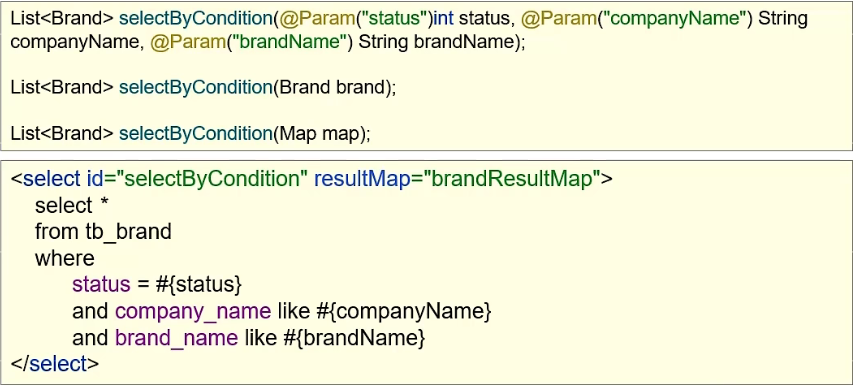 List<Brand> selectByCondition(@Param("status")int status, @Param("companyName") String
companyName, @Param("brandName") String brandName);
List<Brand> selectByCondition(Brand brand);
List<Brand> selectByCondition(Map map);
<select id="selectByCondition" resultMap="brandResultMap">
select *
from tb_brand
where
status = #{status}
and company_name like #{companyName}
and brand_name like #{brandName}
</select>